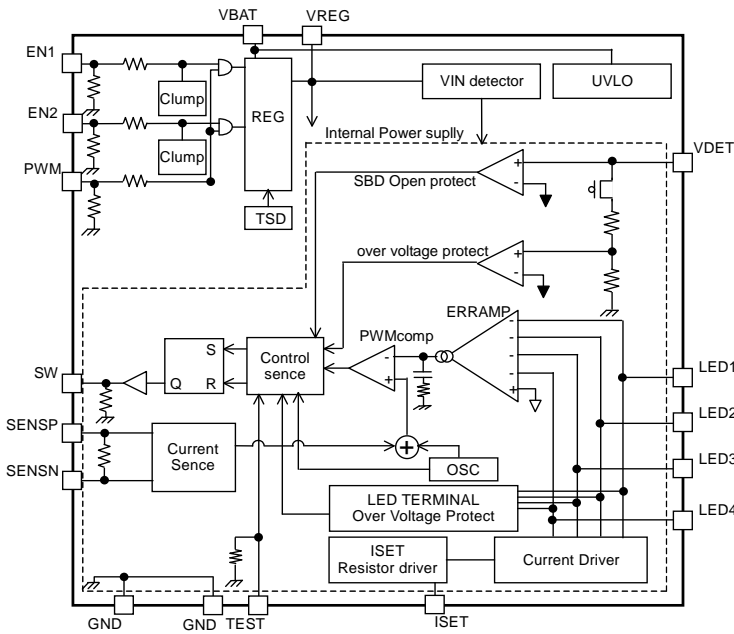 VBAT VREG
EN1
Clump
REG
VIN detector
UVLO
EN2
Clump
Internal Power suplly
PWM
VDET
+
-
SBD Open protect
TSD
over voltage protect
+
-
ERRAMP
PWMcomp
-
-
-
-
+
-
+
S
Q R
Control
sence
SW
LED1
SENSP
Current
Sence
+
LED2
SENSN
OSC
LED3
LED TERMINAL
Over Voltage Protect
LED4
ISET
Resistor driver
Current Driver
GND GND TEST ISET